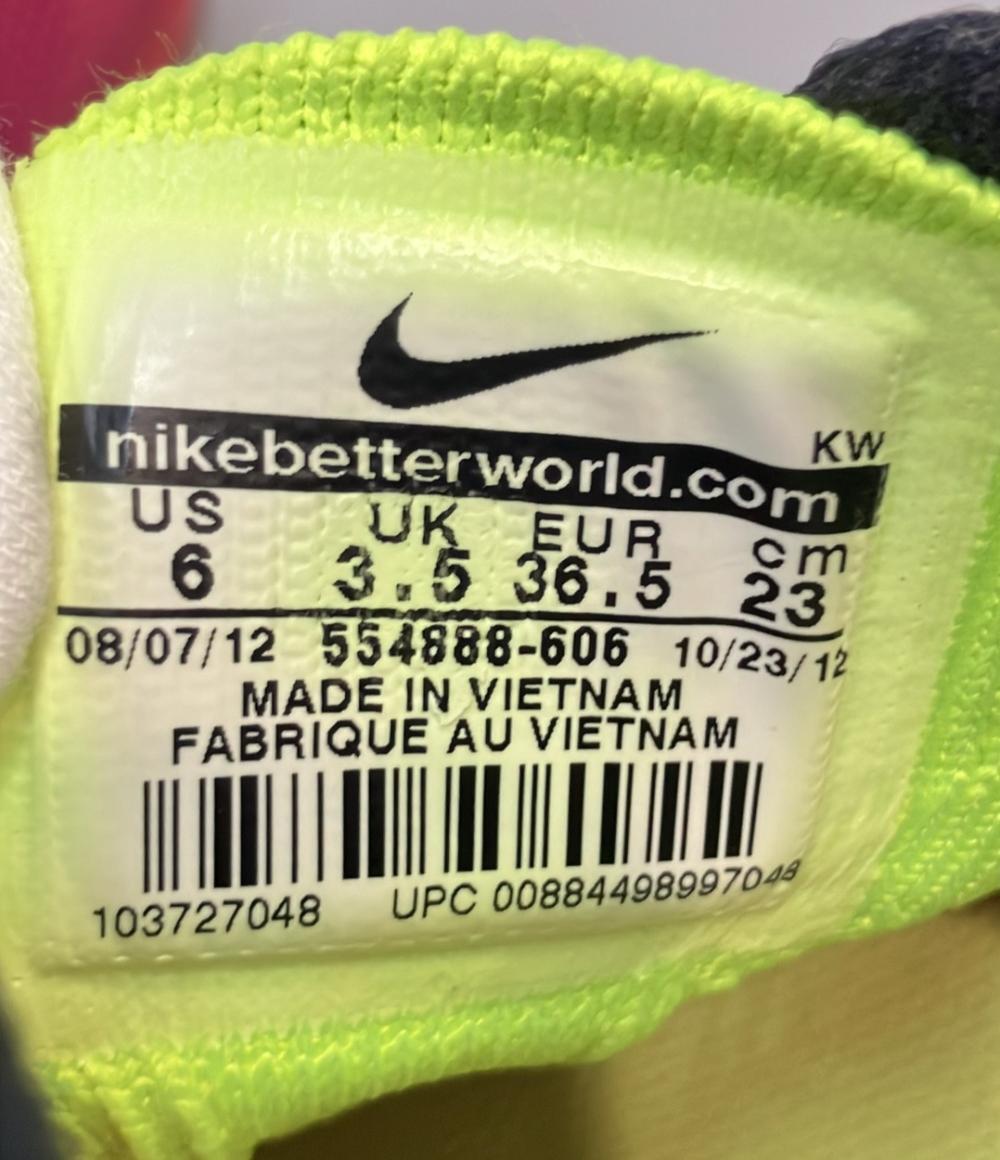 KW
nikebetterworld.com
US UK EUR cm
6 3.5 36.5 23
08/07/12 554888-606 10/23/12
MADE IN VIETNAM
FABRIQUE AU VIETNAM
103727048 UPC 00884498997048